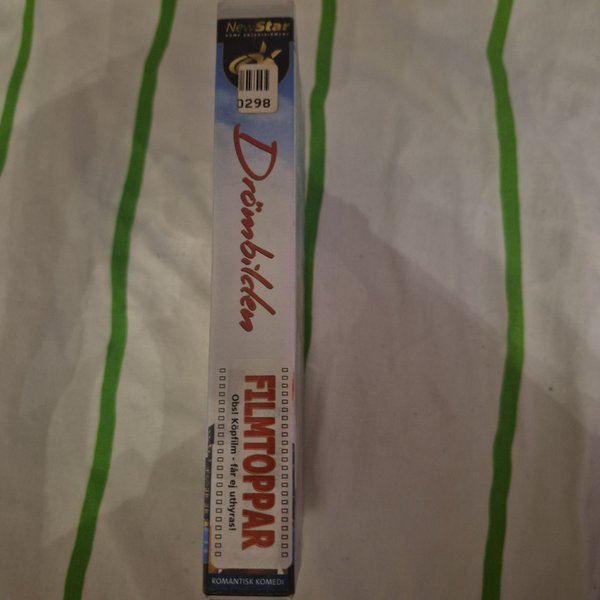 NewStar
HOME ENTERTAINMENT
0298
Drömbilden
FILMTOPPAR
Obs! Köpfilm - får ej uthyras!
ROMANTISK KOMEDI